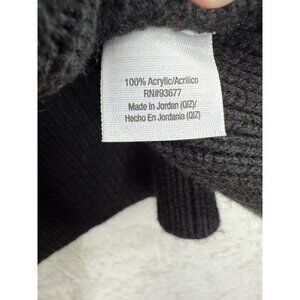 100% Acrylic/Acrilico
RN#93677
Made In Jordan (QIZ)/
Hecho En Jordania (QIZ)